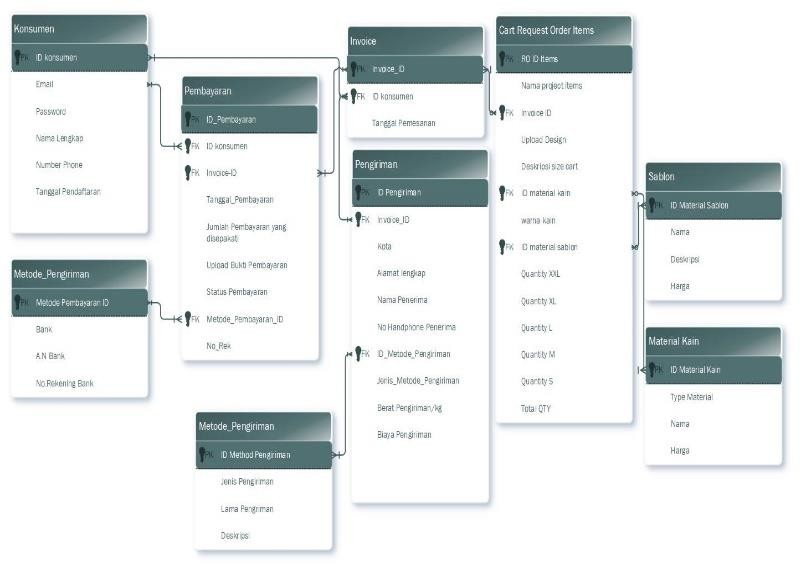 Konsumen
PK ID konsumen
Email
Password
Nama Lengkap
Number Phone
Tanggal Pendaftaran
Metode_Pengiriman
PK Metode Pembayaran ID
Bank
A.N Bank
No.Rekening Bank
Pembayaran
PK ID_Pembayaran
FK ID konsumen
FK Invoice-ID
Tanggal_Pembayaran
Jumlah Pembayaran yang
disepakati
Upload Bukti Pembayaran
Status Pembayaran
FK Metode_Pembayaran_ID
No_Rek
Metode_Pengiriman
PK ID Method Pengiriman
Jenis Pengiriman
Lama Pengiriman
Deskripsi
Invoice
PK Invoice_ID
FK ID konsumen
Tanggal Pemesanan
Pengiriman
PK ID Pengiriman
FK Invoice_ID
Kota
Alamat lengkap
Nama Penerima
No Handphone Penerima
FK ID_Metode_Pengiriman
Jenis_Metode_Pengiriman
Berat Pengiriman/kg
Biaya Pengiriman
Cart Request Order Items
PK RO ID Items
Nama project items
FK Invoice ID
Upload Design
Deskripsi size cart
FK ID material kain
warna kain
FK ID material sablon
Quantity XXL
Quantity XL
Quantity L
Quantity M
Quantity S
Total QTY
Sablon
PK ID Material Sablon
Nama
Deskripsi
Harga
Material Kain
PK ID Material Kain
Type Material
Nama
Harga